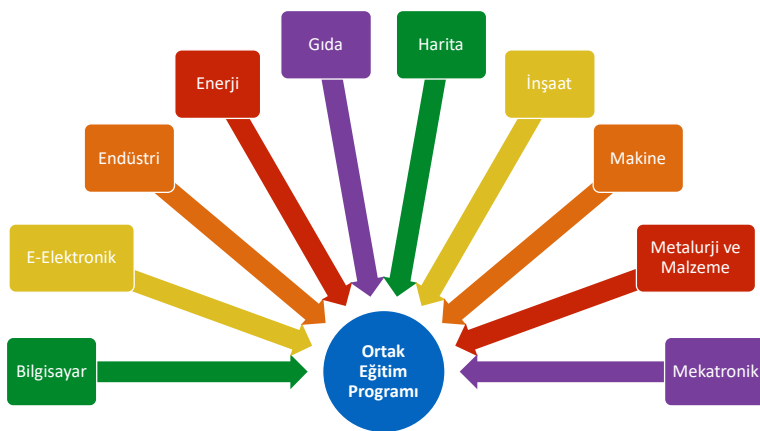 Gıda
Harita
Enerji
İnşaat
Endüstri
Makine
E-Elektronik
Metalurji ve
Malzeme
Bilgisayar
Ortak
Eğitim
Programı
Mekatronik